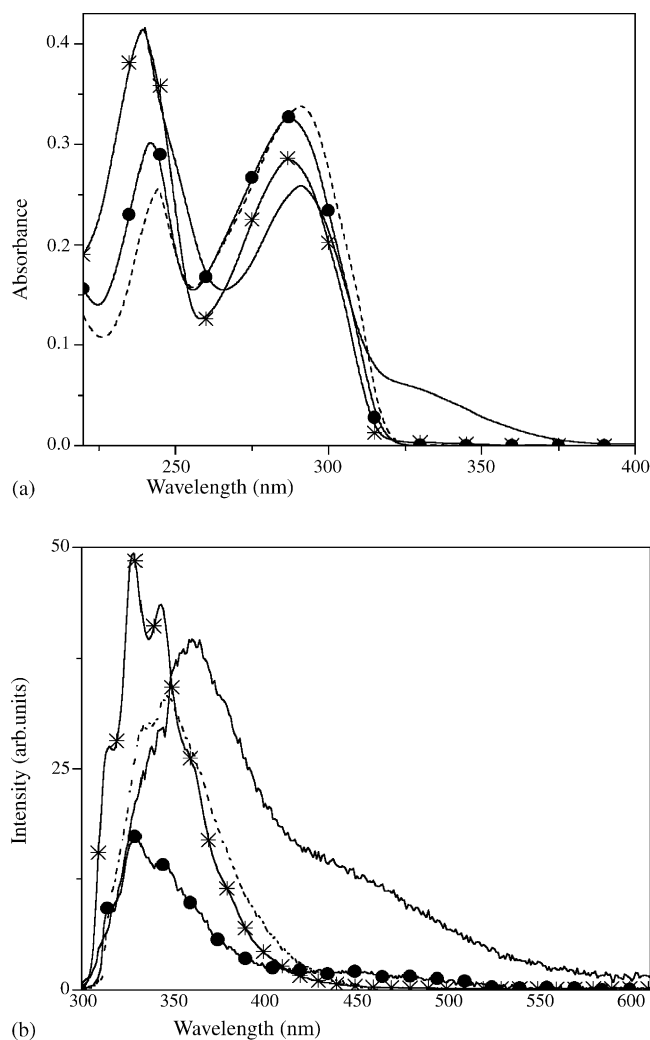 0.4
0.3
0.2
0.1
0.0
Absorbance
250 300 350 400
(a) Wavelength (nm)
50
25
0
Intensity (arb.units)
300 350 400 450 500 550 600
(b) Wavelength (nm)